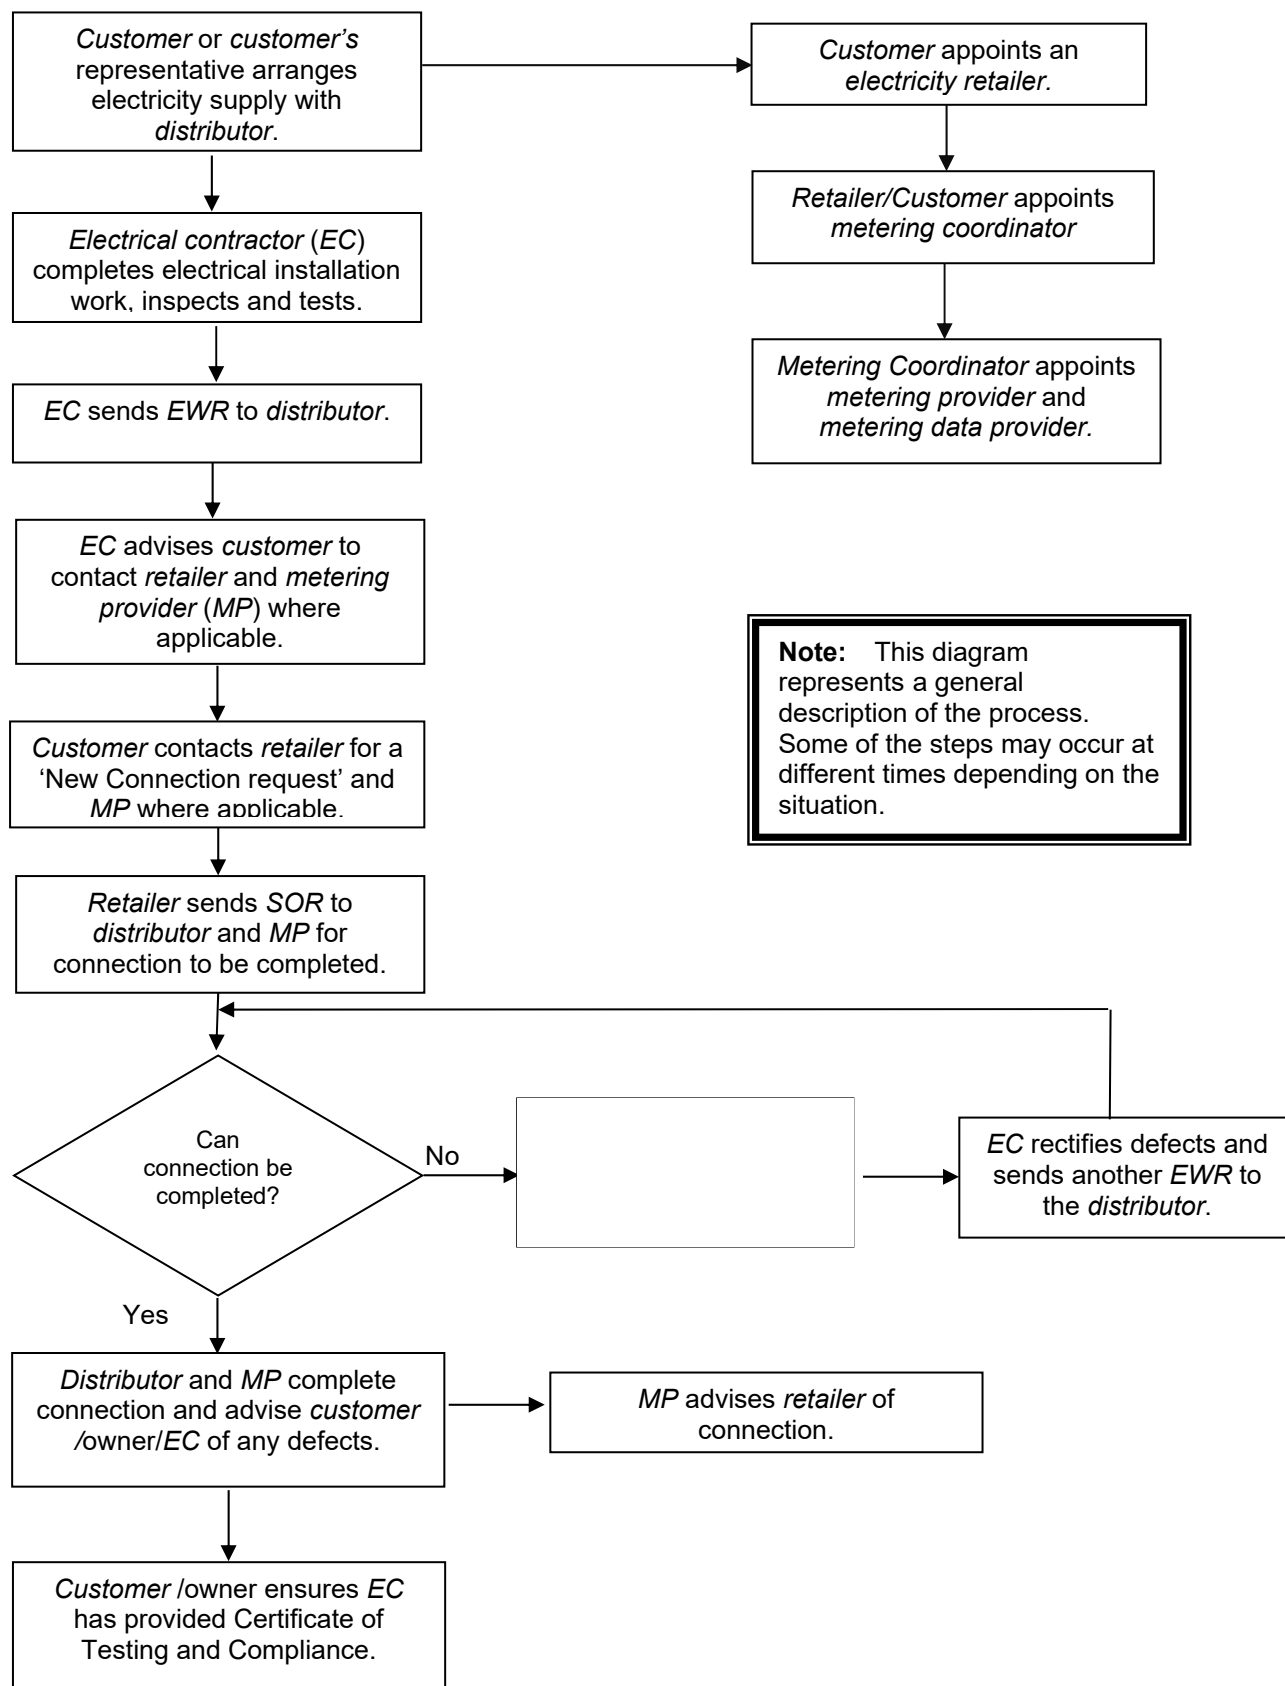 Customer or customer’s
representative arranges
electricity supply with
distributor.
Customer appoints an
electricity retailer.
Retailer/Customer appoints
metering coordinator
Electrical contractor (EC)
completes electrical installation
work, inspects and tests.
Metering Coordinator appoints
metering provider and
metering data provider.
EC sends EWR to distributor.
EC advises customer to
contact retailer and metering
provider (MP) where
applicable.
Note: This diagram
represents a general
description of the process.
Some of the steps may occur at
different times depending on the
situation.
Customer contacts retailer for a
‘New Connection request’ and
MP where applicable.
Retailer sends SOR to
distributor and MP for
connection to be completed.
Can
connection be
completed?
No
EC rectifies defects and
sends another EWR to
the distributor.
Yes
Distributor and MP complete
connection and advise customer
/owner/EC of any defects.
MP advises retailer of
connection.
Customer /owner ensures EC
has provided Certificate of
Testing and Compliance.